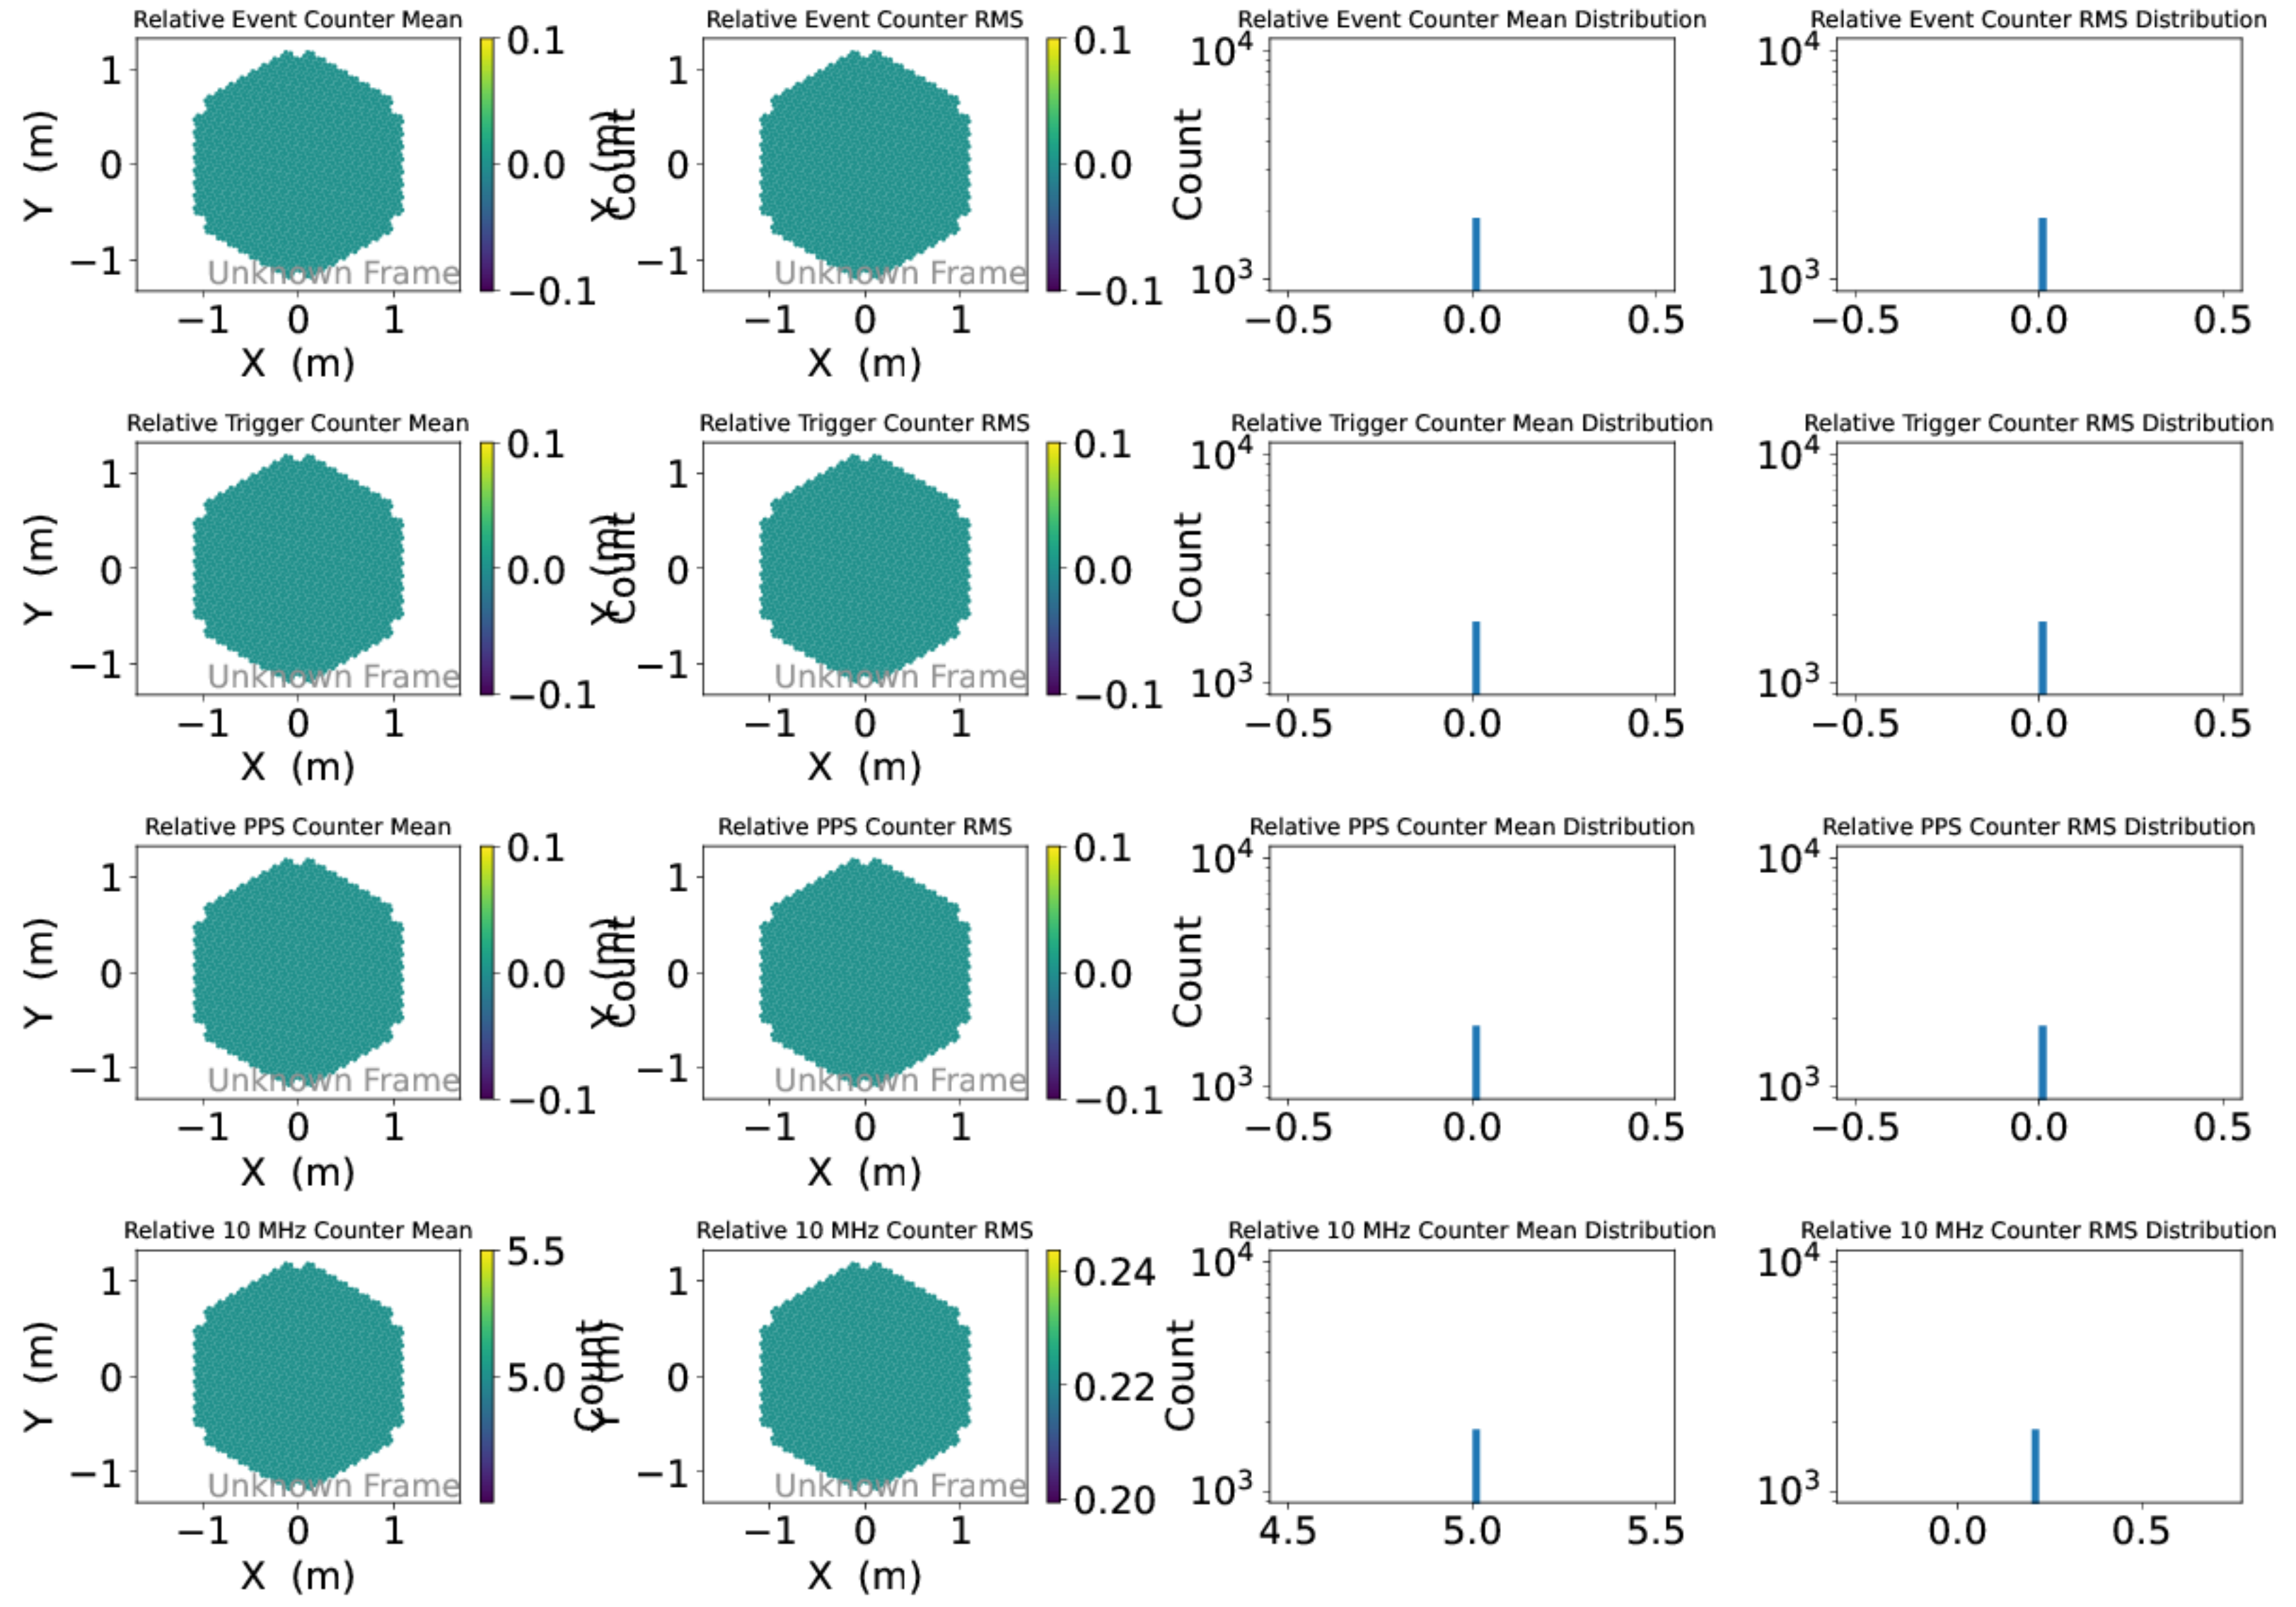 Relative Event Counter Mean
Relative Event Counter RMS
Relative Event Counter Mean Distribution
Relative Event Counter RMS Distribution
Y (m)
1
0
−1
Unknown Frame
−1 0 1
X (m)
0.1
0.0
−0.1
Count
Y (m)
1
0
−1
Unknown Frame
−1 0 1
X (m)
0.1
0.0
−0.1
Count
10^4
10^3
−0.5 0.0 0.5
10^4
10^3
−0.5 0.0 0.5
Relative Trigger Counter Mean
Relative Trigger Counter RMS
Relative Trigger Counter Mean Distribution
Relative Trigger Counter RMS Distribution
Y (m)
1
0
−1
Unknown Frame
−1 0 1
X (m)
0.1
0.0
−0.1
Count
Y (m)
1
0
−1
Unknown Frame
−1 0 1
X (m)
0.1
0.0
−0.1
Count
10^4
10^3
−0.5 0.0 0.5
10^4
10^3
−0.5 0.0 0.5
Relative PPS Counter Mean
Relative PPS Counter RMS
Relative PPS Counter Mean Distribution
Relative PPS Counter RMS Distribution
Y (m)
1
0
−1
Unknown Frame
−1 0 1
X (m)
0.1
0.0
−0.1
Count
Y (m)
1
0
−1
Unknown Frame
−1 0 1
X (m)
0.1
0.0
−0.1
Count
10^4
10^3
−0.5 0.0 0.5
10^4
10^3
−0.5 0.0 0.5
Relative 10 MHz Counter Mean
Relative 10 MHz Counter RMS
Relative 10 MHz Counter Mean Distribution
Relative 10 MHz Counter RMS Distribution
Y (m)
1
0
−1
Unknown Frame
−1 0 1
X (m)
5.5
5.0
Count
Y (m)
1
0
−1
Unknown Frame
−1 0 1
X (m)
0.24
0.22
0.20
Count
10^4
10^3
4.5 5.0 5.5
10^4
10^3
0.0 0.5